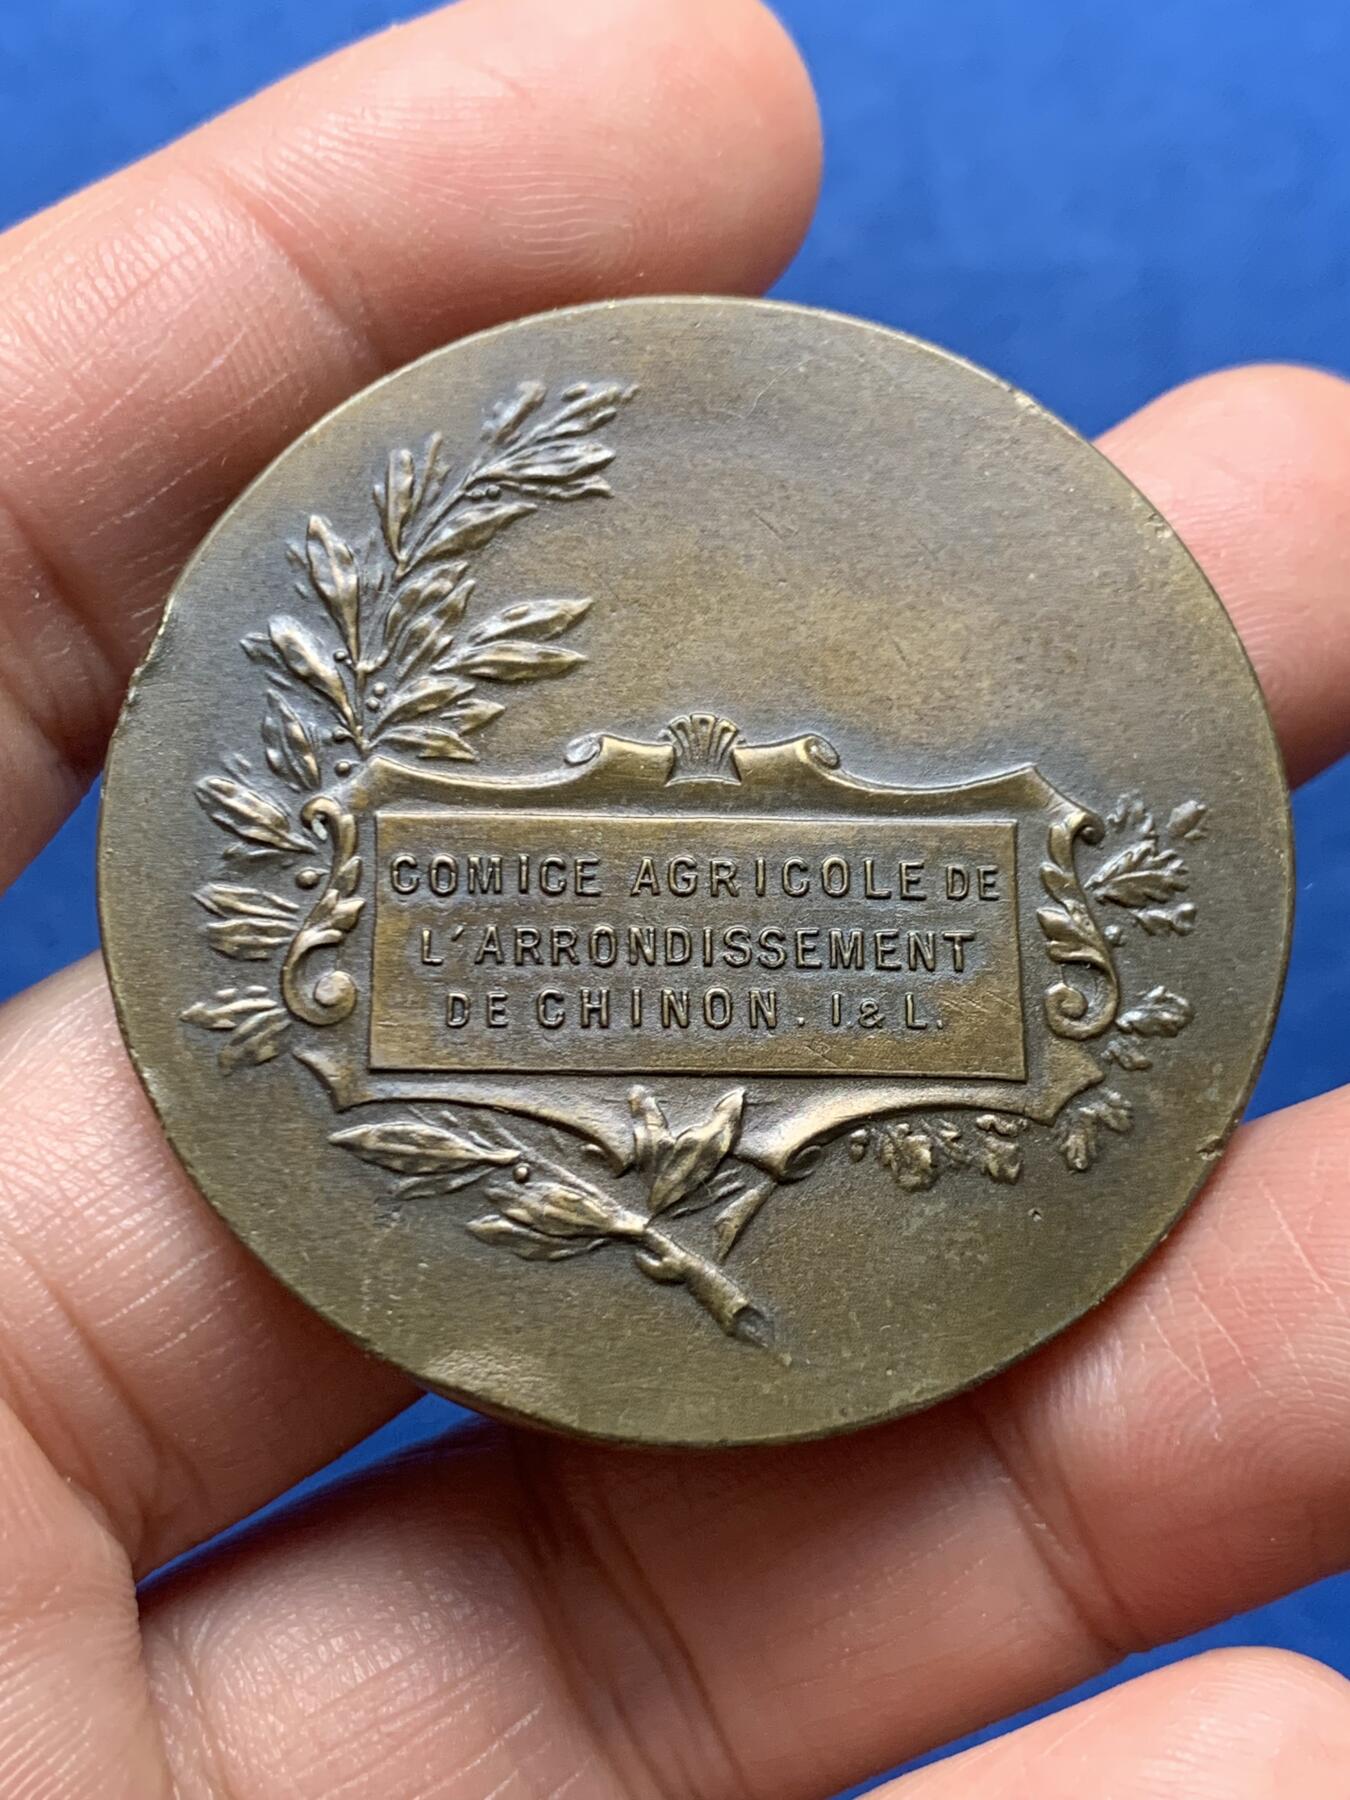 COMICE AGRICOLE DE
L'ARRONDISSEMENT
DE CHINON. I & L.